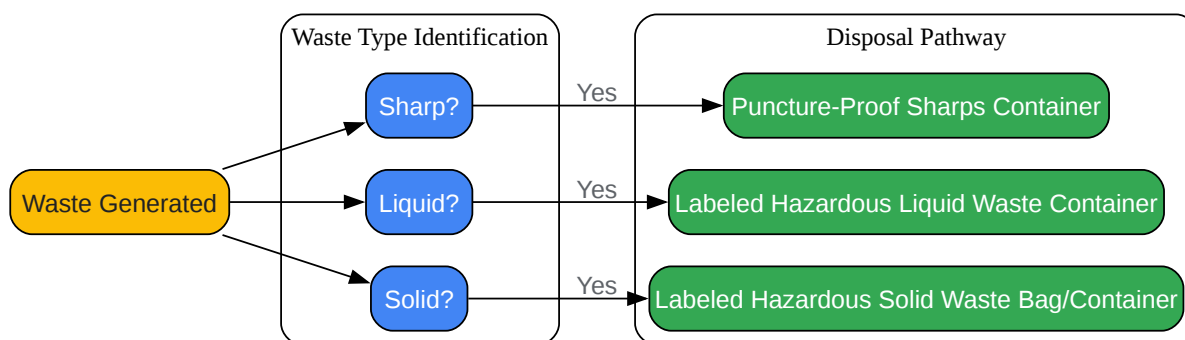 Waste Type Identification
Disposal Pathway
Sharp?
Yes
Puncture-Proof Sharps Container
Waste Generated
Liquid?
Yes
Labeled Hazardous Liquid Waste Container
Solid?
Yes
Labeled Hazardous Solid Waste Bag/Container